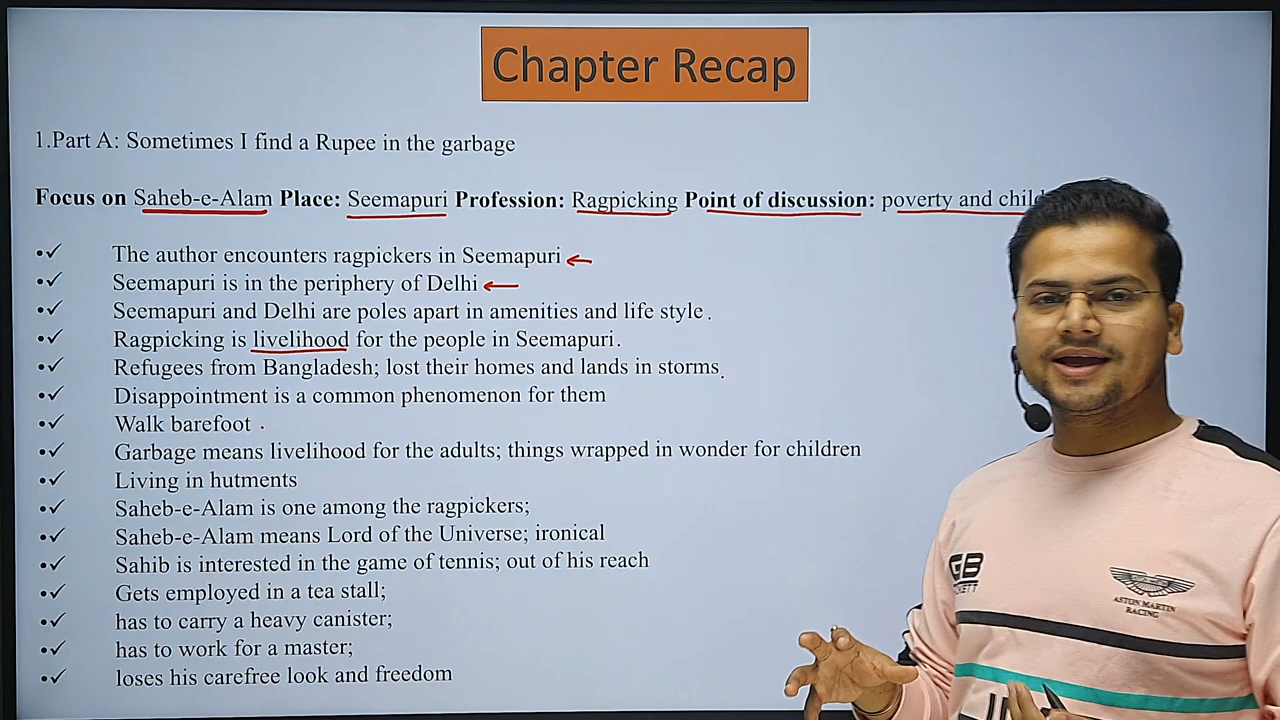 Chapter Recap
1.Part A: Sometimes I find a Rupee in the garbage
Focus on Saheb-e-Alam Place: Seemapuri Profession: Ragpicking Point of discussion: poverty and
•✓ The author encounters ragpickers in Seemapuri
•✓ Seemapuri is in the periphery of Delhi
•✓ Seemapuri and Delhi are poles apart in amenities and life style.
•✓ Ragpicking is livelihood for the people in Seemapuri.
•✓ Refugees from Bangladesh; lost their homes and lands in storms.
•✓ Disappointment is a common phenomenon for them
•✓ Walk barefoot .
•✓ Garbage means livelihood for the adults; things wrapped in wonder for children
•✓ Living in hutments
•✓ Saheb-e-Alam is one among the ragpickers;
•✓ Saheb-e-Alam means Lord of the Universe; ironical
•✓ Sahib is interested in the game of tennis; out of his reach
•✓ Gets employed in a tea stall;
•✓ has to carry a heavy canister;
•✓ has to work for a master;
•✓ loses his carefree look and freedom
GB
ASTON MARTIN
RACING